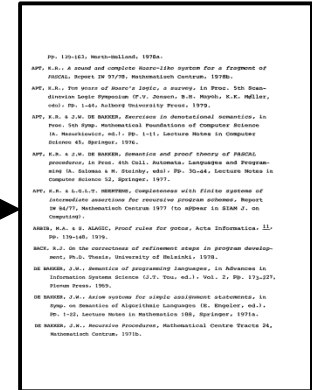 pp. 129-163, North-Holland, 1978a.
APT, K.R., A sound and complete Hoare-like system for a fragment of
PASCAL, Report IW 97/78, Mathematisch Centrum, 1978b.
APT, K.R., Ten years of Hoare's logic, a survey, in Proc. 5th Scan-
dinavian Logic Symposium (F.V. Jensen, B.H. Mayoh, K.K. Møller,
eds), pp. 1-44, Aalborg University Press, 1979.
APT, K.R. & J.W. DE BAKKER, Exercises in denotational semantics, in
Proc. 5th Symp. Mathematical Foundations of Computer Science
(A. Mazurkiewicz, ed.), pp. 1-11, Lecture Notes in Computer
Science 45, Springer, 1976.
APT, K.R. & J.W. DE BAKKER, Semantics and proof theory of PASCAL
procedures, in Proc. 4th Coll. Automata, Languages and Program-
ming (A. Salomaa & M. Steinby, eds), pp. 30-44, Lecture Notes in
Computer Science 52, Springer, 1977.
APT, K.R. & L.G.L.T. MEERTENS, Completeness with finite systems of
intermediate assertions for recursive program schemes, Report
IW 84/77, Mathematisch Centrum 1977 (to appear in SIAM J. on
Computing).
ARBIB, M.A. & S. ALAGIC, Proof rules for gotos, Acta Informatica, 11,
pp. 139-148, 1979.
BACK, R.J. On the correctness of refinement steps in program develop-
ment, Ph.D. Thesis, University of Helsinki, 1978.
DE BAKKER, J.W., Semantics of programming languages, in Advances in
Information Systems Science (J.T. Tou, ed.), Vol. 2, pp. 173-227,
Plenum Press, 1969.
DE BAKKER, J.W., Axiom systems for simple assignment statements, in
Symp. on Semantics of Algorithmic Languages (E. Engeler, ed.),
pp. 1-22, Lecture Notes in Mathematics 188, Springer, 1971a.
DE BAKKER, J.W., Recursive Procedures, Mathematical Centre Tracts 24,
Mathematisch Centrum, 1971b.